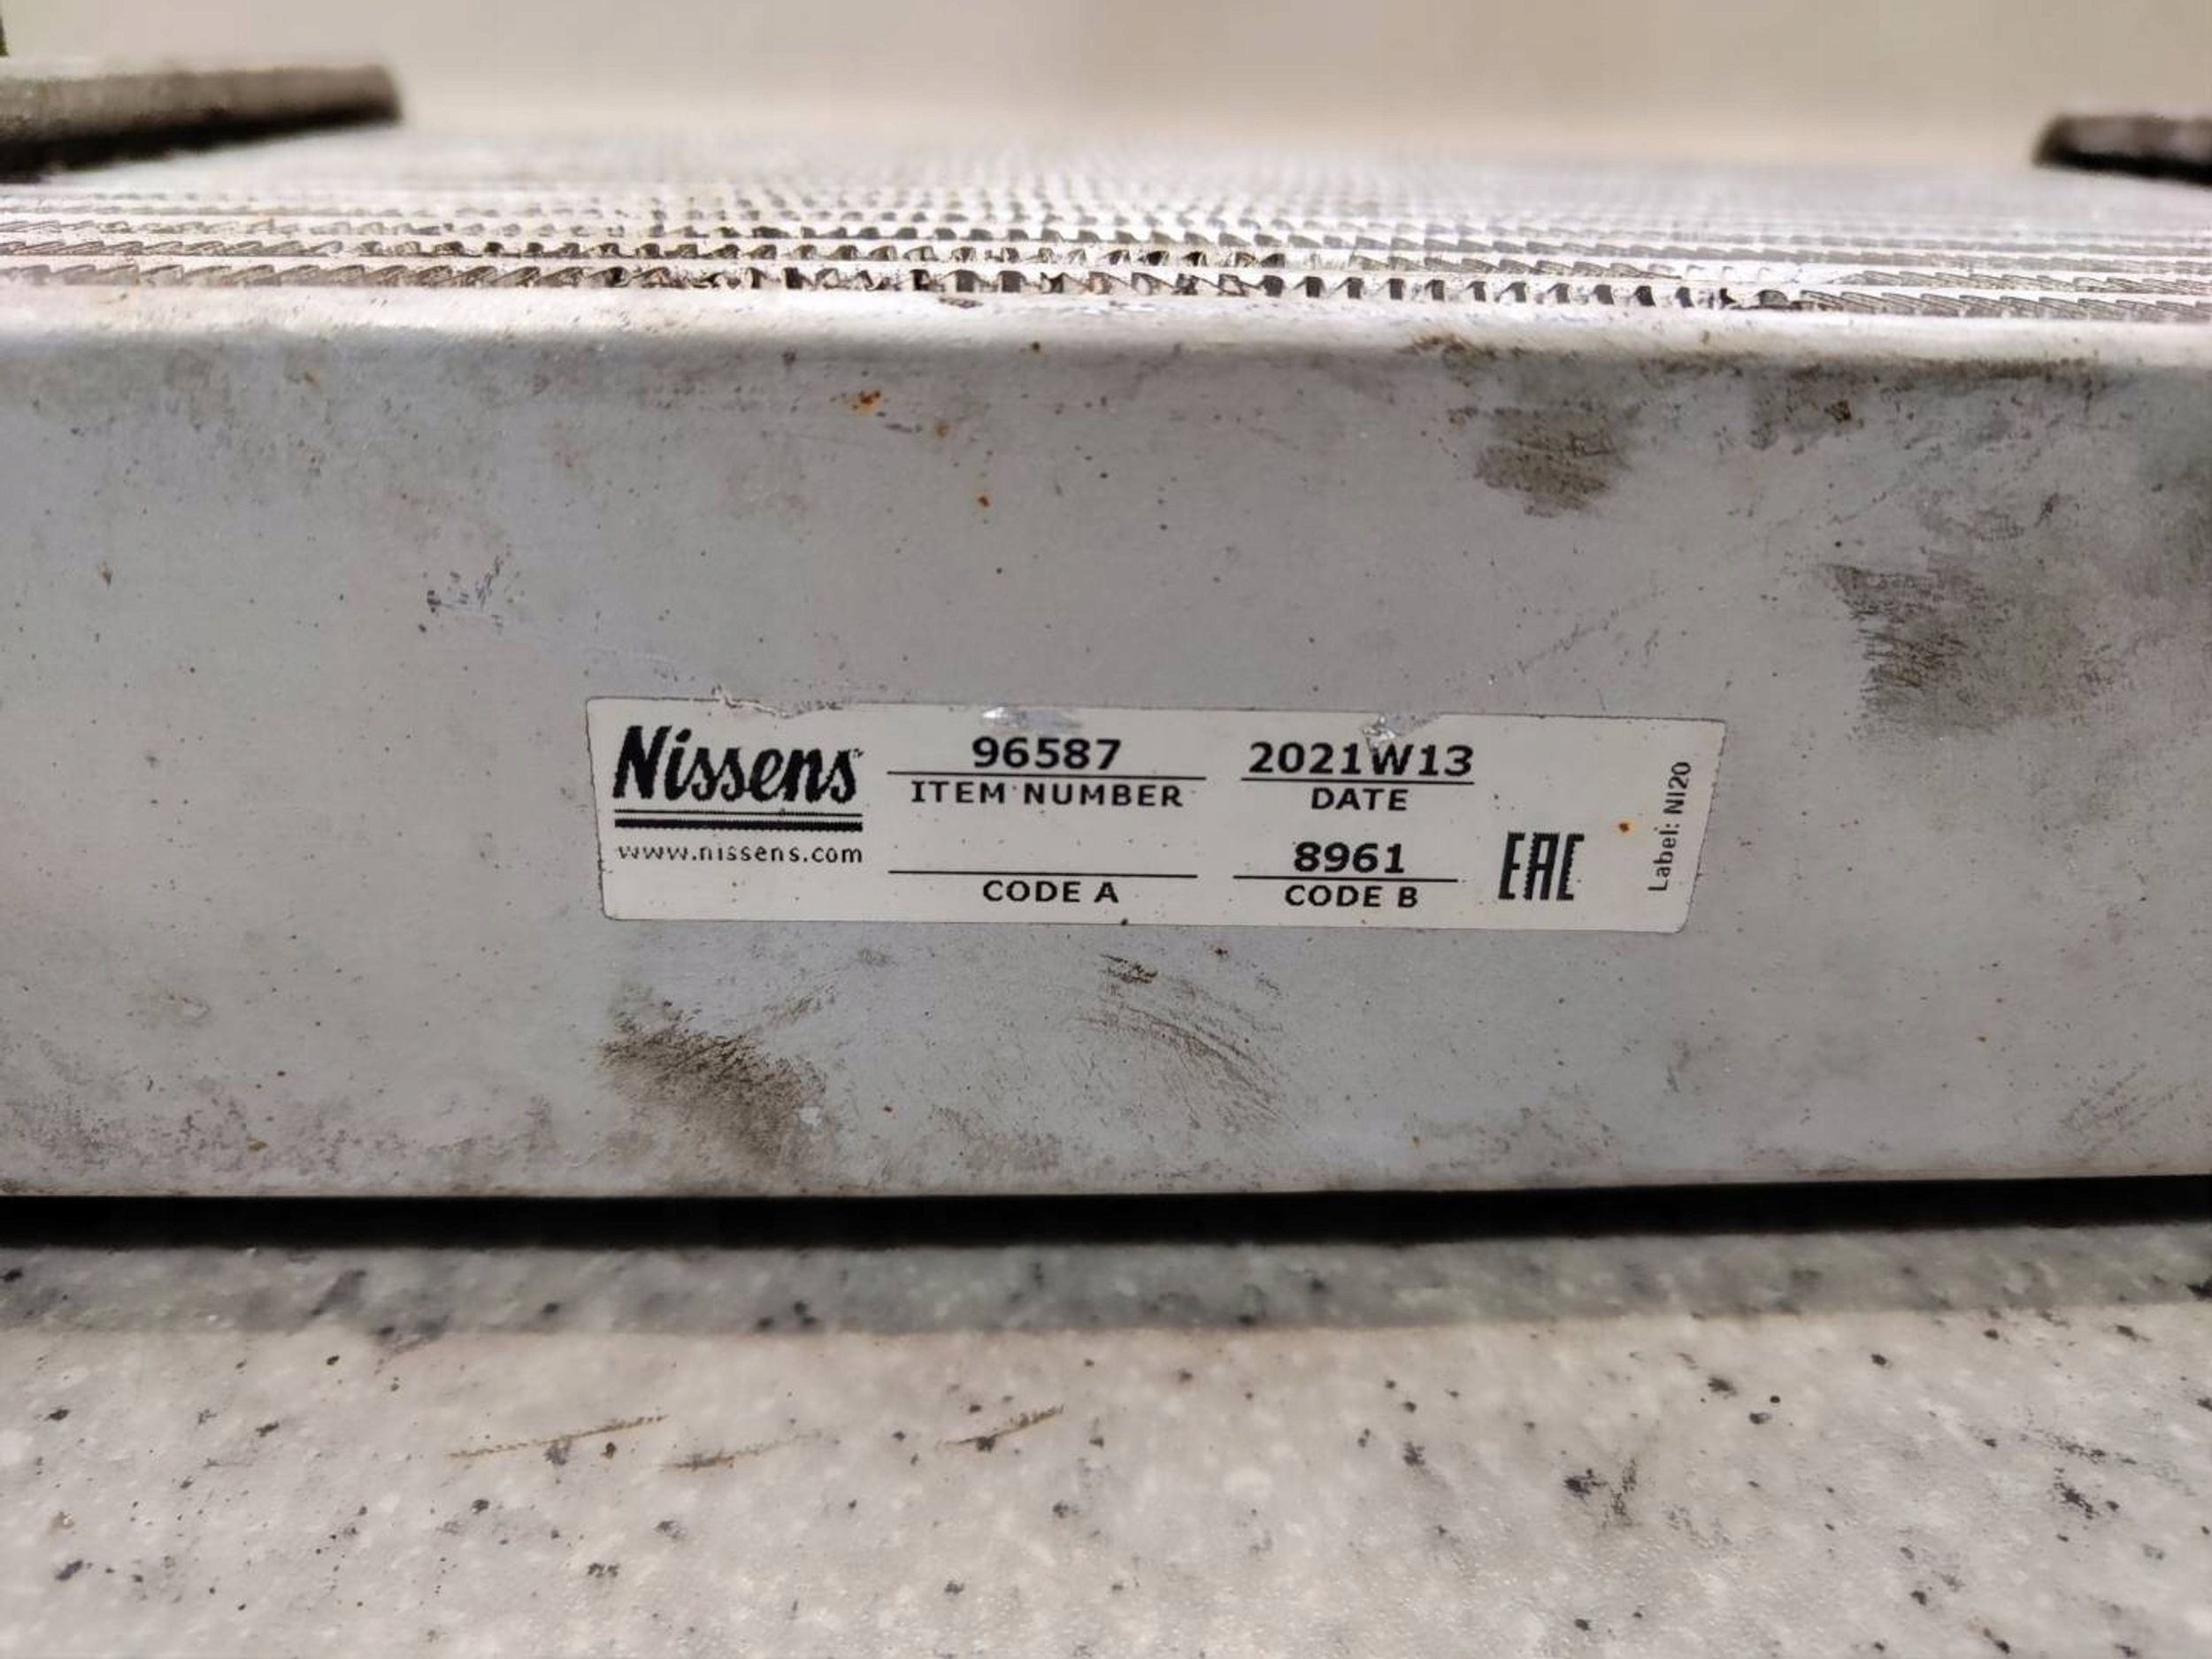 Nissens
www.nissens.com
96587
ITEM NUMBER
CODE A
2021W13
DATE
8961
CODE B
EAC
Label: NI20